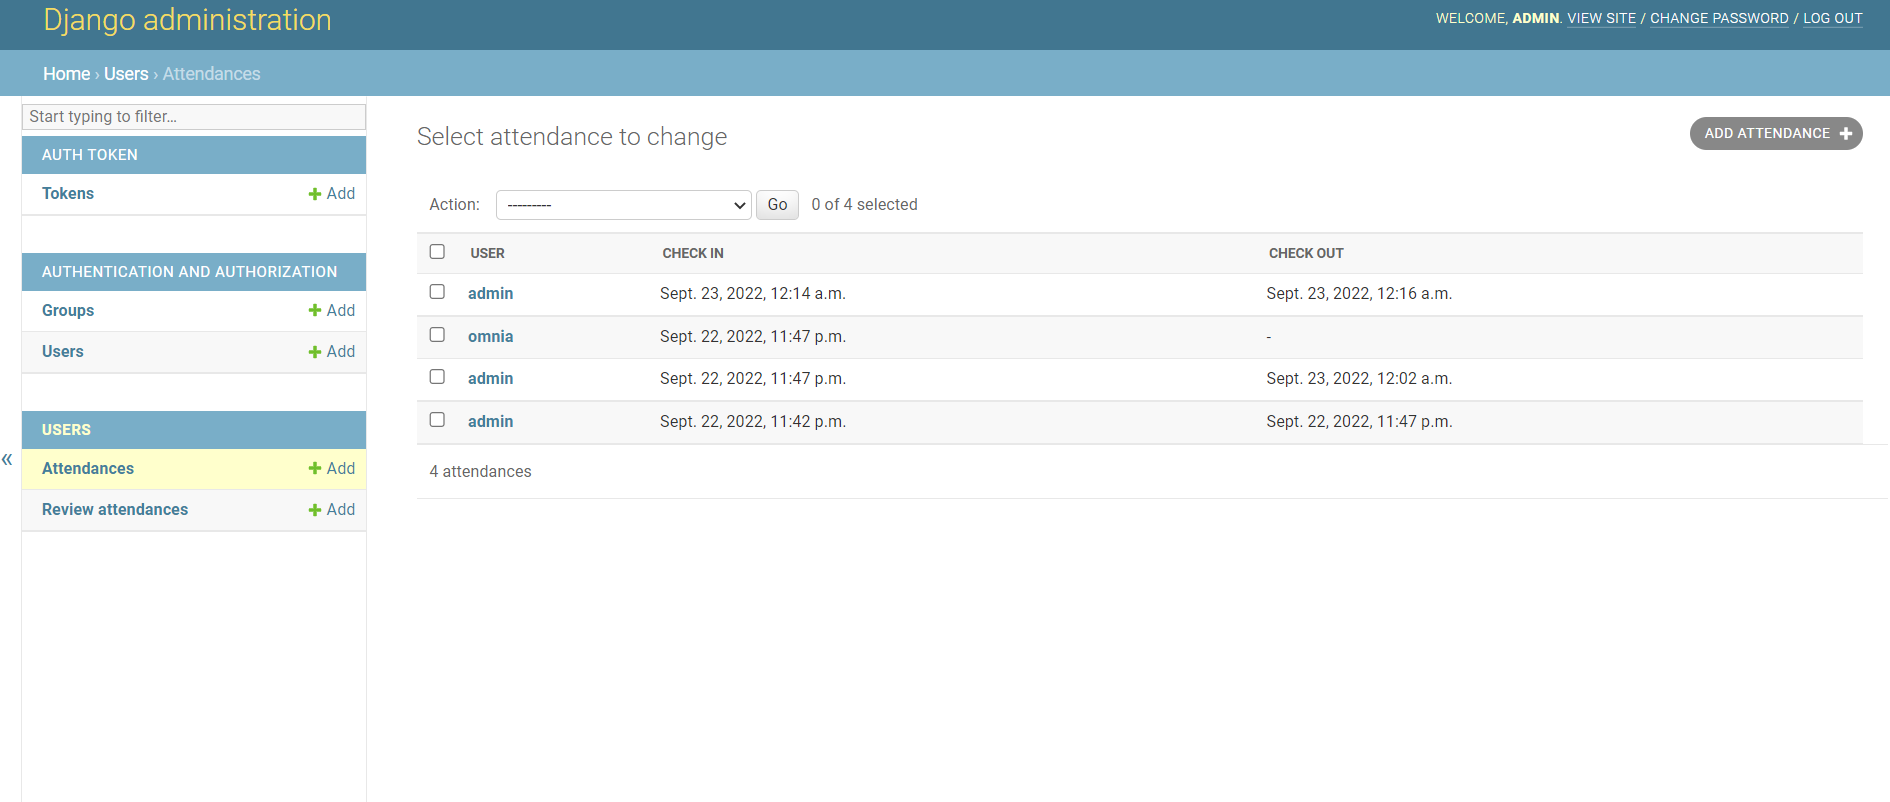 Django administration
WELCOME, ADMIN. VIEW SITE / CHANGE PASSWORD / LOG OUT
Home › Users › Attendances
Start typing to filter...
AUTH TOKEN
Tokens Add
AUTHENTICATION AND AUTHORIZATION
Groups Add
Users Add
USERS
Attendances Add
Review attendances Add
«
Select attendance to change
ADD ATTENDANCE +
Action: --------- Go 0 of 4 selected
USER CHECK IN CHECK OUT
admin Sept. 23, 2022, 12:14 a.m. Sept. 23, 2022, 12:16 a.m.
omnia Sept. 22, 2022, 11:47 p.m. -
admin Sept. 22, 2022, 11:47 p.m. Sept. 23, 2022, 12:02 a.m.
admin Sept. 22, 2022, 11:42 p.m. Sept. 22, 2022, 11:47 p.m.
4 attendances